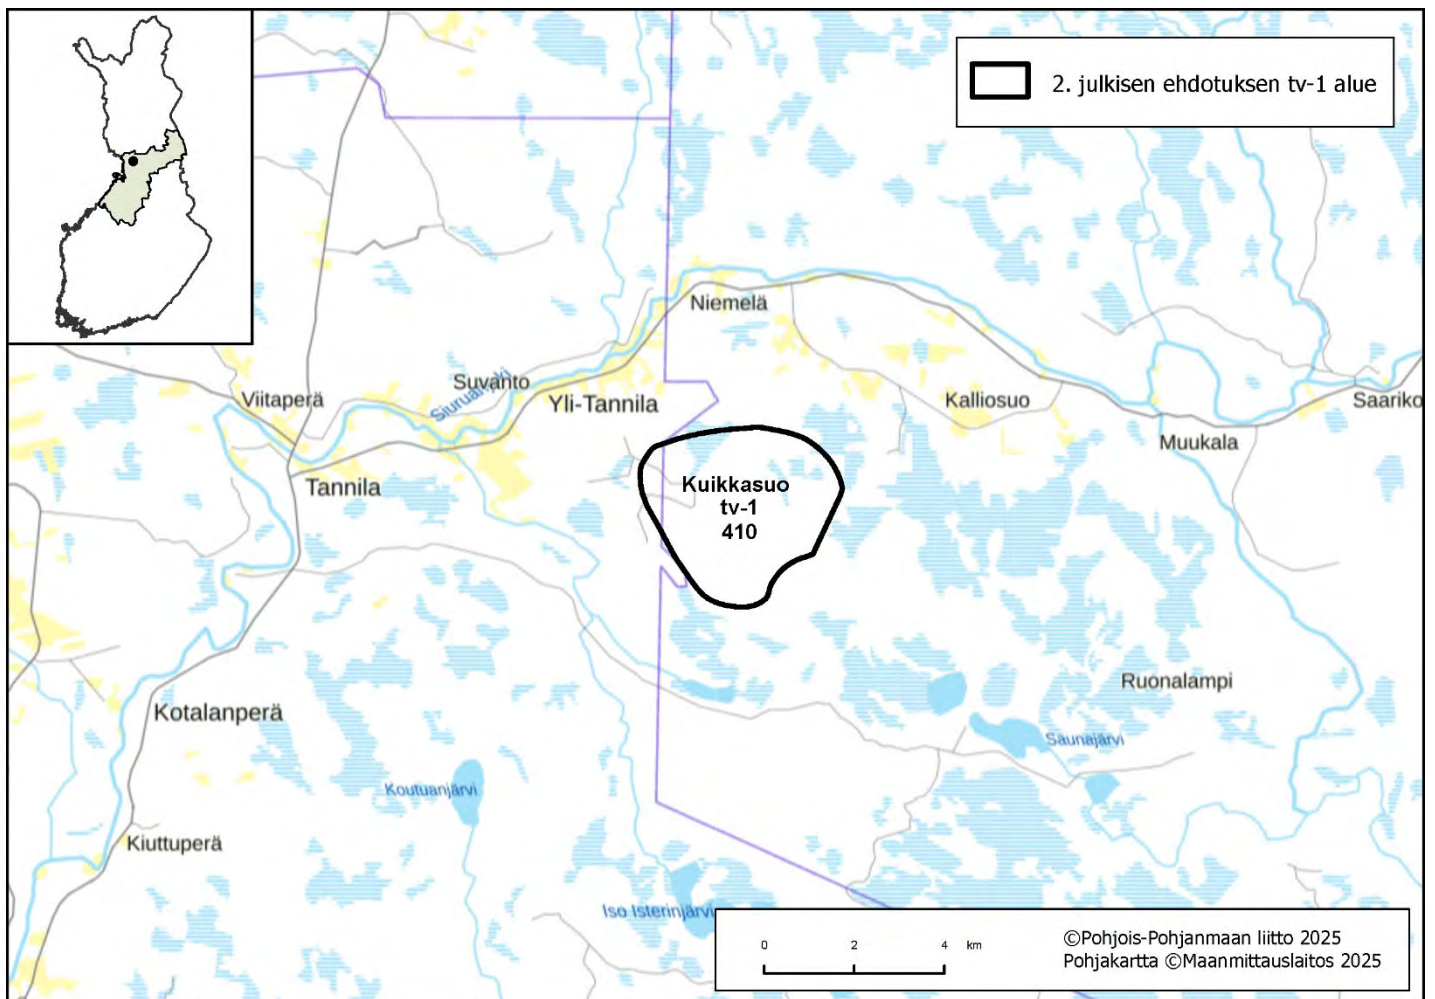 2. julkisen ehdotuksen tv-1 alue
Niemelä
Suvanto
Siuruanjoki
Viitaperä
Yli-Tannila
Kalliosuo
Saariko
Muukala
Tannila
Kuikkasuo
tv-1
410
Ruonalampi
Kotalanperä
Saunajärvi
Koutuanjärvi
Kiuttuperä
Iso Isterinjärvi
0 2 4 km
©Pohjois-Pohjanmaan liitto 2025
Pohjakartta ©Maanmittauslaitos 2025